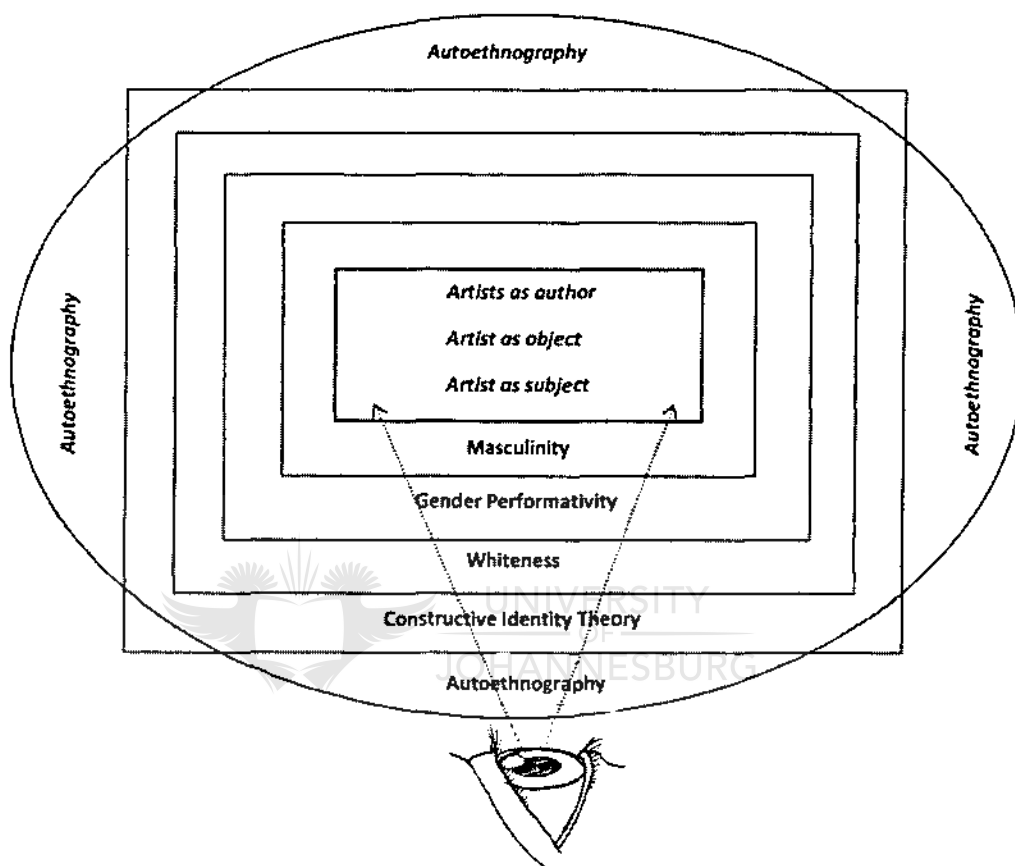 Autoethnography
Autoethnography
Autoethnography
Artists as author
Artist as object
Artist as subject
Masculinity
Gender Performativity
Whiteness
UNIVERSITY
Constructive Identity Theory
OF
JOHANNESBURG
Autoethnography